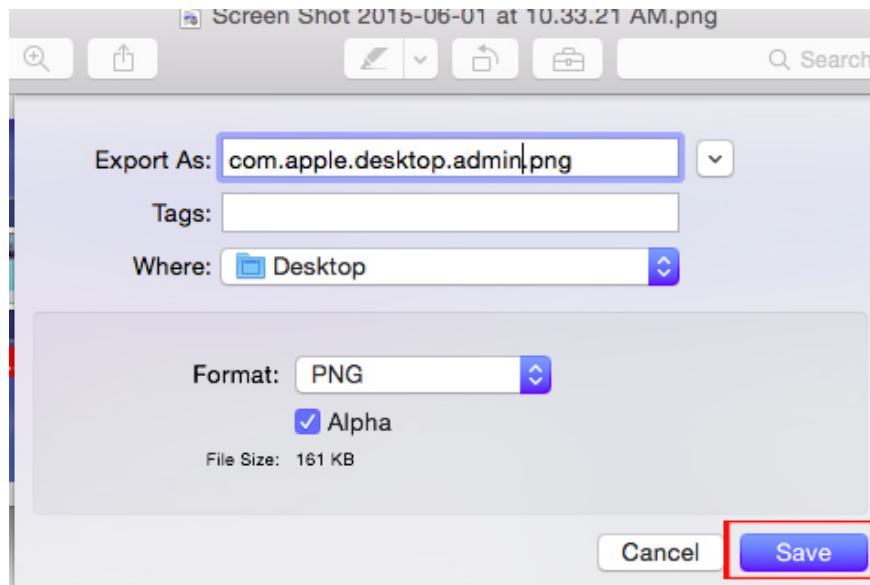 Screen Shot 2015-06-01 at 10.33.21 AM.png
Search
Export As: com.apple.desktop.admin.png
Tags:
Where: Desktop
Format: PNG
Alpha
File Size: 161 KB
Cancel Save